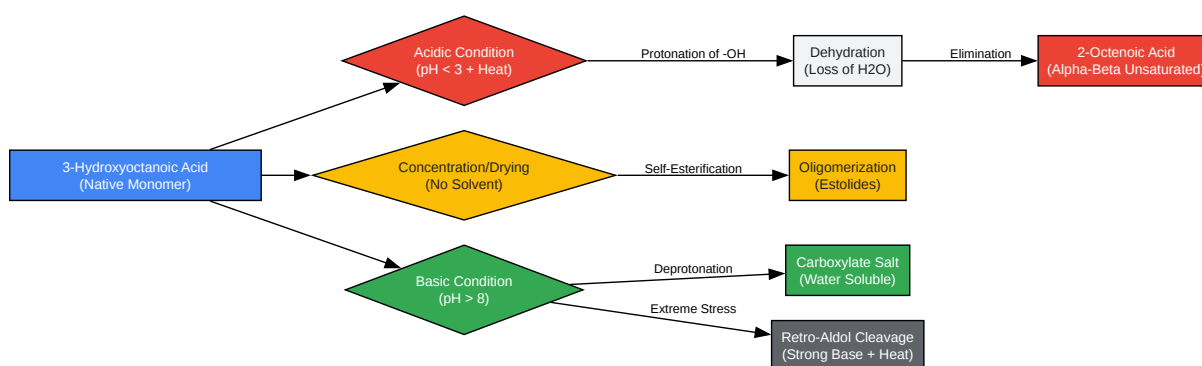 Acidic Condition
(pH < 3 + Heat)
Protonation of -OH
Dehydration
(Loss of H2O)
Elimination
2-Octenoic Acid
(Alpha-Beta Unsaturated)
3-Hydroxyoctanoic Acid
(Native Monomer)
Concentration/Drying
(No Solvent)
Self-Esterification
Oligomerization
(Estolides)
Basic Condition
(pH > 8)
Deprotonation
Carboxylate Salt
(Water Soluble)
Extreme Stress
Retro-Aldol Cleavage
(Strong Base + Heat)